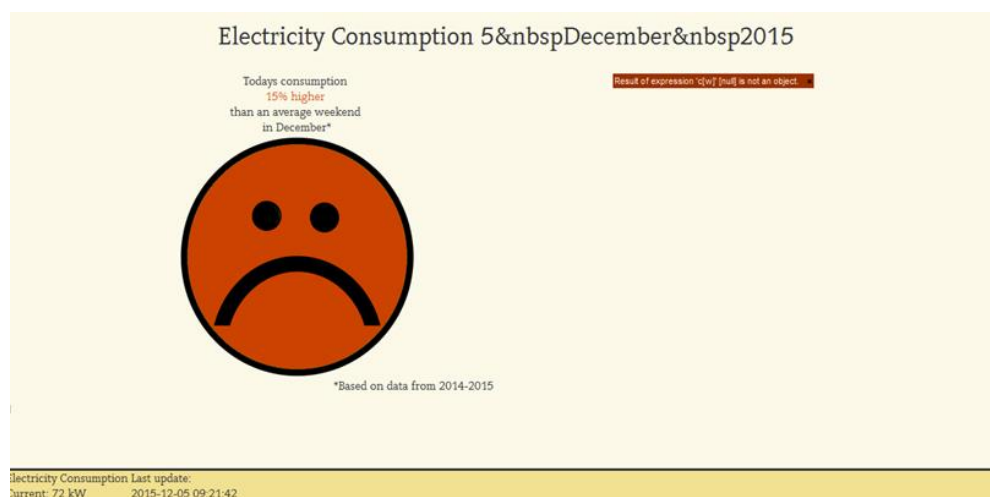 Electricity Consumption 5&nbspDecember&nbsp2015
Todays consumption
15% higher
than an average weekend
in December*
Result of expression 'c[w]' [null] is not an object.
*Based on data from 2014-2015
lectricity Consumption Last update:
Current: 72 kW 2015-12-05 09:21:42